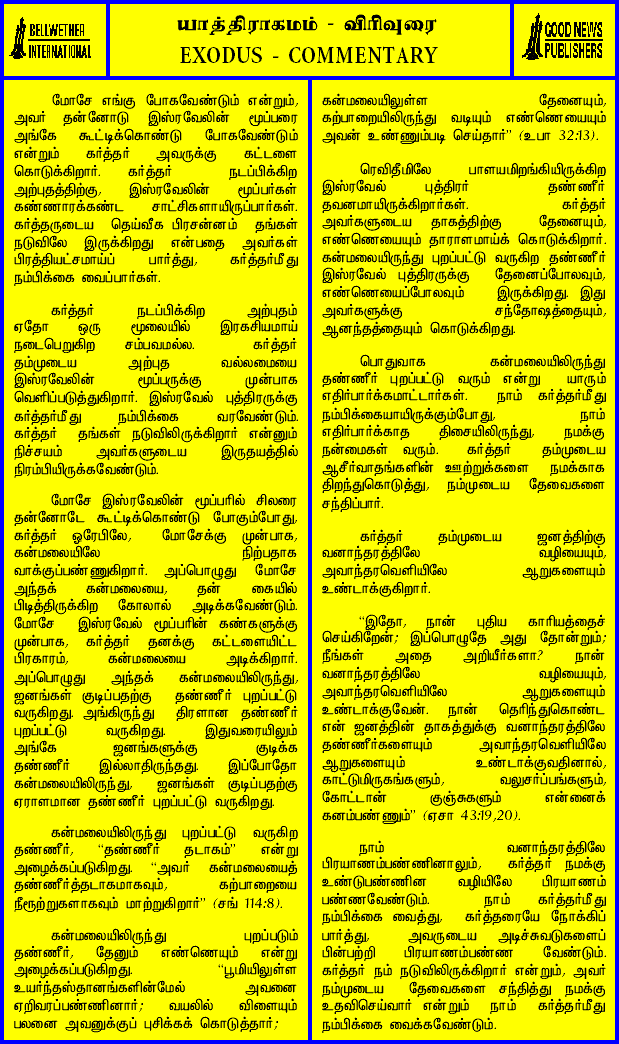 BELLWETHER
INTERNATIONAL
யாத்திராகமம் - விரிவுரை
EXODUS - COMMENTARY
GOOD NEWS
PUBLISHERS
மோசே எங்கு போகவேண்டும் என்றும்,
அவர் தன்னோடு இஸ்ரவேலின் மூப்பரை
அங்கே கூட்டிக்கொண்டு போகவேண்டும்
என்றும் கர்த்தர் அவருக்கு கட்டளை
கொடுக்கிறார். கர்த்தர் நடப்பிக்கிற
அற்புதத்திற்கு, இஸ்ரவேலின் மூப்பர்கள்
கண்ணாரக்கண்ட சாட்சிகளாயிருப்பார்கள்.
கர்த்தருடைய தெய்வீக பிரசன்னம் தங்கள்
நடுவிலே இருக்கிறது என்பதை அவர்கள்
பிரத்தியட்சமாய்ப் பார்த்து, கர்த்தர்மீது
நம்பிக்கை வைப்பார்கள்.
கர்த்தர் நடப்பிக்கிற அற்புதம்
ஏதோ ஒரு மூலையில் இரகசியமாய்
நடைபெறுகிற சம்பவமல்ல. கர்த்தர்
தம்முடைய அற்புத வல்லமையை
இஸ்ரவேலின் மூப்பருக்கு முன்பாக
வெளிப்படுத்துகிறார். இஸ்ரவேல் புத்திரருக்கு
கர்த்தர்மீது நம்பிக்கை வரவேண்டும்.
கர்த்தர் தங்கள் நடுவிலிருக்கிறார் என்னும்
நிச்சயம் அவர்களுடைய இருதயத்தில்
நிரம்பியிருக்கவேண்டும்.
மோசே இஸ்ரவேலின் மூப்பரில் சிலரை
தன்னோடே கூட்டிக்கொண்டு போகும்போது,
கர்த்தர் ஓரேபிலே, மோசேக்கு முன்பாக,
கன்மலையிலே நிற்பதாக
வாக்குப்பண்ணுகிறார். அப்பொழுது மோசே
அந்தக் கன்மலையை, தன் கையில்
பிடித்திருக்கிற கோலால் அடிக்கவேண்டும்.
மோசே இஸ்ரவேல் மூப்பரின் கண்களுக்கு
முன்பாக, கர்த்தர் தனக்கு கட்டளையிட்ட
பிரகாரம், கன்மலையை அடிக்கிறார்.
அப்பொழுது அந்தக் கன்மலையிலிருந்து,
ஜனங்கள் குடிப்பதற்கு தண்ணீர் புறப்பட்டு
வருகிறது. அங்கிருந்து திரளான தண்ணீர்
புறப்பட்டு வருகிறது. இதுவரையிலும்
அங்கே ஜனங்களுக்கு குடிக்க
தண்ணீர் இல்லாதிருந்தது. இப்போதோ
கன்மலையிலிருந்து, ஜனங்கள் குடிப்பதற்கு
ஏராளமான தண்ணீர் புறப்பட்டு வருகிறது.
கன்மலையிலிருந்து புறப்பட்டு வருகிற
தண்ணீர், “தண்ணீர் தடாகம்” என்று
அழைக்கப்படுகிறது. “அவர் கன்மலையைத்
தண்ணீர்த்தடாகமாகவும், கற்பாறையை
நீரூற்றுகளாகவும் மாற்றுகிறார்” (சங் 114:8).
கன்மலையிலிருந்து புறப்படும்
தண்ணீர், தேனும் எண்ணெயும் என்று
அழைக்கப்படுகிறது. “பூமியிலுள்ள
உயர்ந்தஸ்தானங்களின்மேல் அவனை
ஏறிவரப்பண்ணினார்; வயலில் விளையும்
பலனை அவனுக்குப் புசிக்கக் கொடுத்தார்;
கன்மலையிலுள்ள தேனையும்,
கற்பாறையிலிருந்து வடியும் எண்ணெயையும்
அவன் உண்ணும்படி செய்தார்” (உபா 32:13).
ரெவிதீமிலே பாளயமிறங்கியிருக்கிற
இஸ்ரவேல் புத்திரர் தண்ணீர்
தவனமாயிருக்கிறார்கள். கர்த்தர்
அவர்களுடைய தாகத்திற்கு தேனையும்,
எண்ணெயையும் தாராளமாய்க் கொடுக்கிறார்.
கன்மலையிருந்து புறப்பட்டு வருகிற தண்ணீர்
இஸ்ரவேல் புத்திரருக்கு தேனைப்போலவும்,
எண்ணெயைப்போலவும் இருக்கிறது. இது
அவர்களுக்கு சந்தோஷத்தையும்,
ஆனந்தத்தையும் கொடுக்கிறது.
பொதுவாக கன்மலையிலிருந்து
தண்ணீர் புறப்பட்டு வரும் என்று யாரும்
எதிர்பார்க்கமாட்டார்கள். நாம் கர்த்தர்மீது
நம்பிக்கையாயிருக்கும்போது, நாம்
எதிர்பார்க்காத திசையிலிருந்து, நமக்கு
நன்மைகள் வரும். கர்த்தர் தம்முடைய
ஆசீர்வாதங்களின் ஊற்றுக்களை நமக்காக
திறந்துகொடுத்து, நம்முடைய தேவைகளை
சந்திப்பார்.
கர்த்தர் தம்முடைய ஜனத்திற்கு
வனாந்தரத்திலே வழியையும்,
அவாந்தரவெளியிலே ஆறுகளையும்
உண்டாக்குகிறார்.
“இதோ, நான் புதிய காரியத்தைச்
செய்கிறேன்; இப்பொழுதே அது தோன்றும்;
நீங்கள் அதை அறியீர்களா? நான்
வனாந்தரத்திலே வழியையும்,
அவாந்தரவெளியிலே ஆறுகளையும்
உண்டாக்குவேன். நான் தெரிந்துகொண்ட
என் ஜனத்தின் தாகத்துக்கு வனாந்தரத்திலே
தண்ணீர்களையும் அவாந்தரவெளியிலே
ஆறுகளையும் உண்டாக்குவதினால்,
காட்டுமிருகங்களும், வலுசர்ப்பங்களும்,
கோட்டான் குஞ்சுகளும் என்னைக்
கனம்பண்ணும்” (ஏசா 43:19,20).
நாம் வனாந்தரத்திலே
பிரயாணம்பண்ணினாலும், கர்த்தர் நமக்கு
உண்டுபண்ணின வழியிலே பிரயாணம்
பண்ணவேண்டும். நாம் கர்த்தர்மீது
நம்பிக்கை வைத்து, கர்த்தரையே நோக்கிப்
பார்த்து, அவருடைய அடிச்சுவடுகளைப்
பின்பற்றி பிரயாணம்பண்ண வேண்டும்.
கர்த்தர் நம் நடுவிலிருக்கிறார் என்றும், அவர்
நம்முடைய தேவைகளை சந்தித்து நமக்கு
உதவிசெய்வார் என்றும் நாம் கர்த்தர்மீது
நம்பிக்கை வைக்கவேண்டும்.